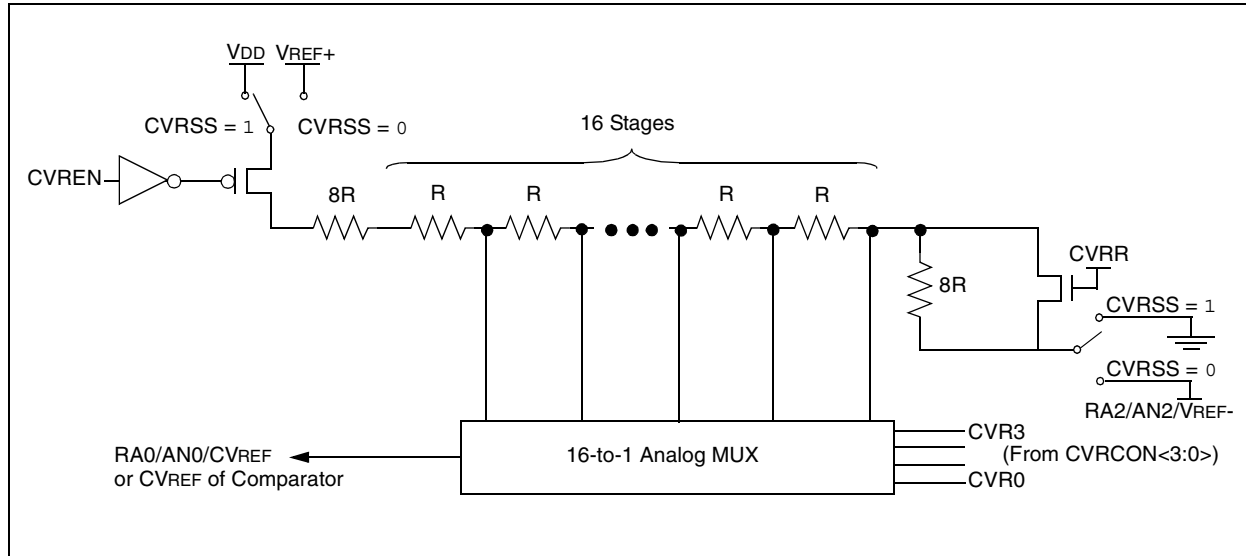 VDD VREF+
CVRSS = 1 CVRSS = 0
16 Stages
CVREN
8R R R R R
CVRR
8R
CVRSS = 1
CVRSS = 0
RA2/AN2/VREF-
RA0/AN0/CVREF
or CVREF of Comparator
16-to-1 Analog MUX
CVR3
(From CVRCON<3:0>)
CVR0